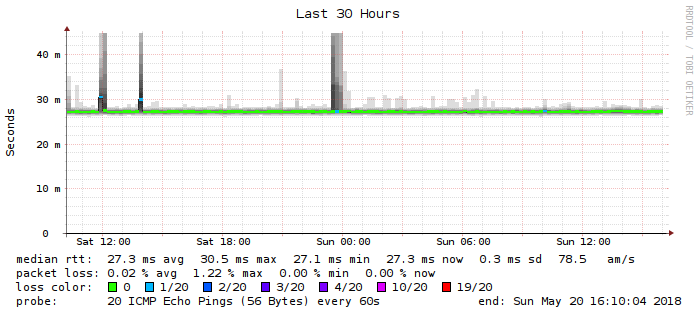 Last 30 Hours
RRDTOOL / TOBI OETIKER
Seconds
40 m
30 m
20 m
10 m
0
Sat 12:00 Sat 18:00 Sun 00:00 Sun 06:00 Sun 12:00
median rtt: 27.3 ms avg 30.5 ms max 27.1 ms min 27.3 ms now 0.3 ms sd 78.5 am/s
packet loss: 0.02 % avg 1.22 % max 0.00 % min 0.00 % now
loss color: 0 1/20 2/20 3/20 4/20 10/20 19/20
probe: 20 ICMP Echo Pings (56 Bytes) every 60s end: Sun May 20 16:10:04 2018